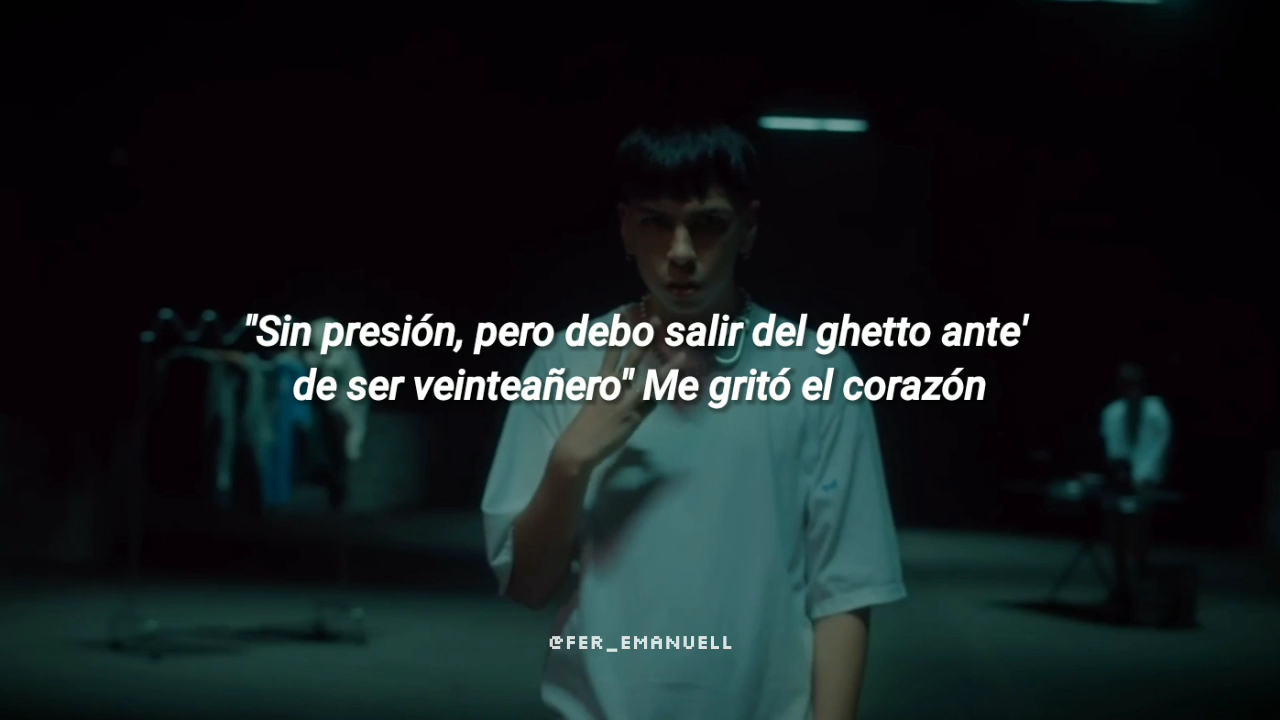 "Sin presión, pero debo salir del ghetto ante'
de ser veinteañero" Me gritó el corazón
@FER_EMANUELL